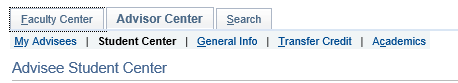 Faculty Center Advisor Center Search
My Advisees | Student Center | General Info | Transfer Credit | Academics
Advisee Student Center